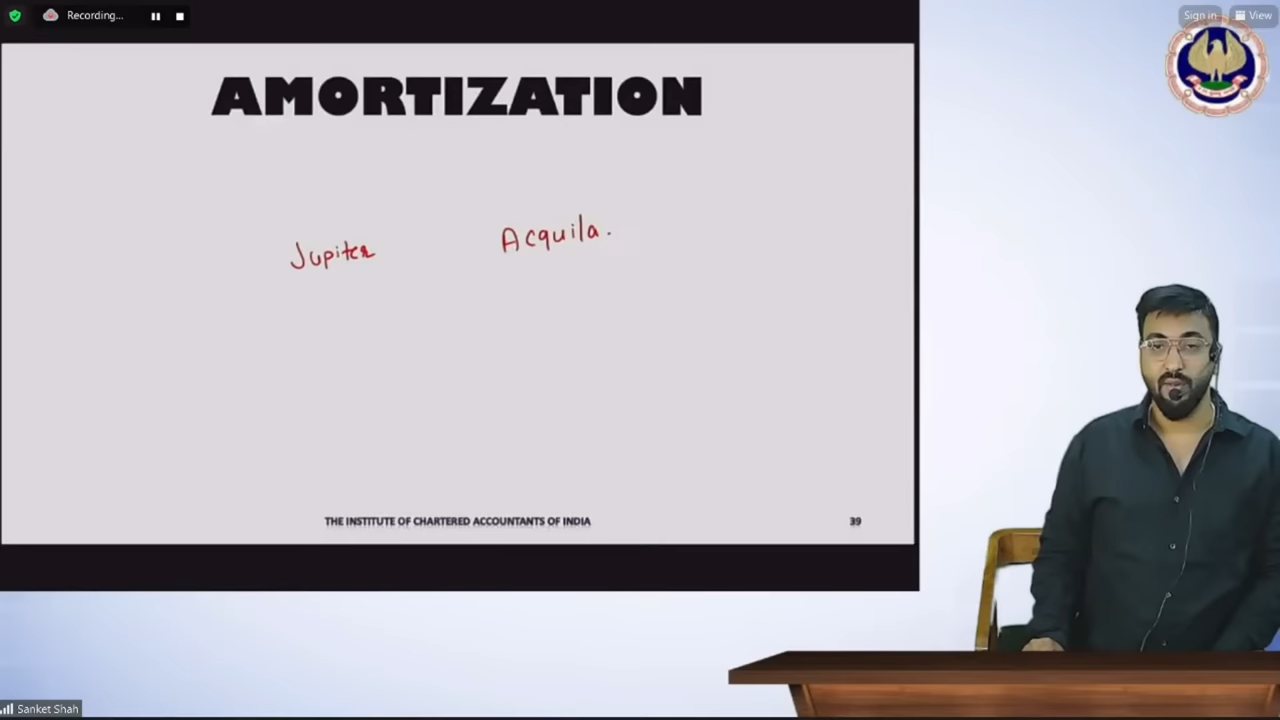 Recording...
Sign in View
AMORTIZATION
Jupiter Acquila.
THE INSTITUTE OF CHARTERED ACCOUNTANTS OF INDIA 39
Sanket Shah